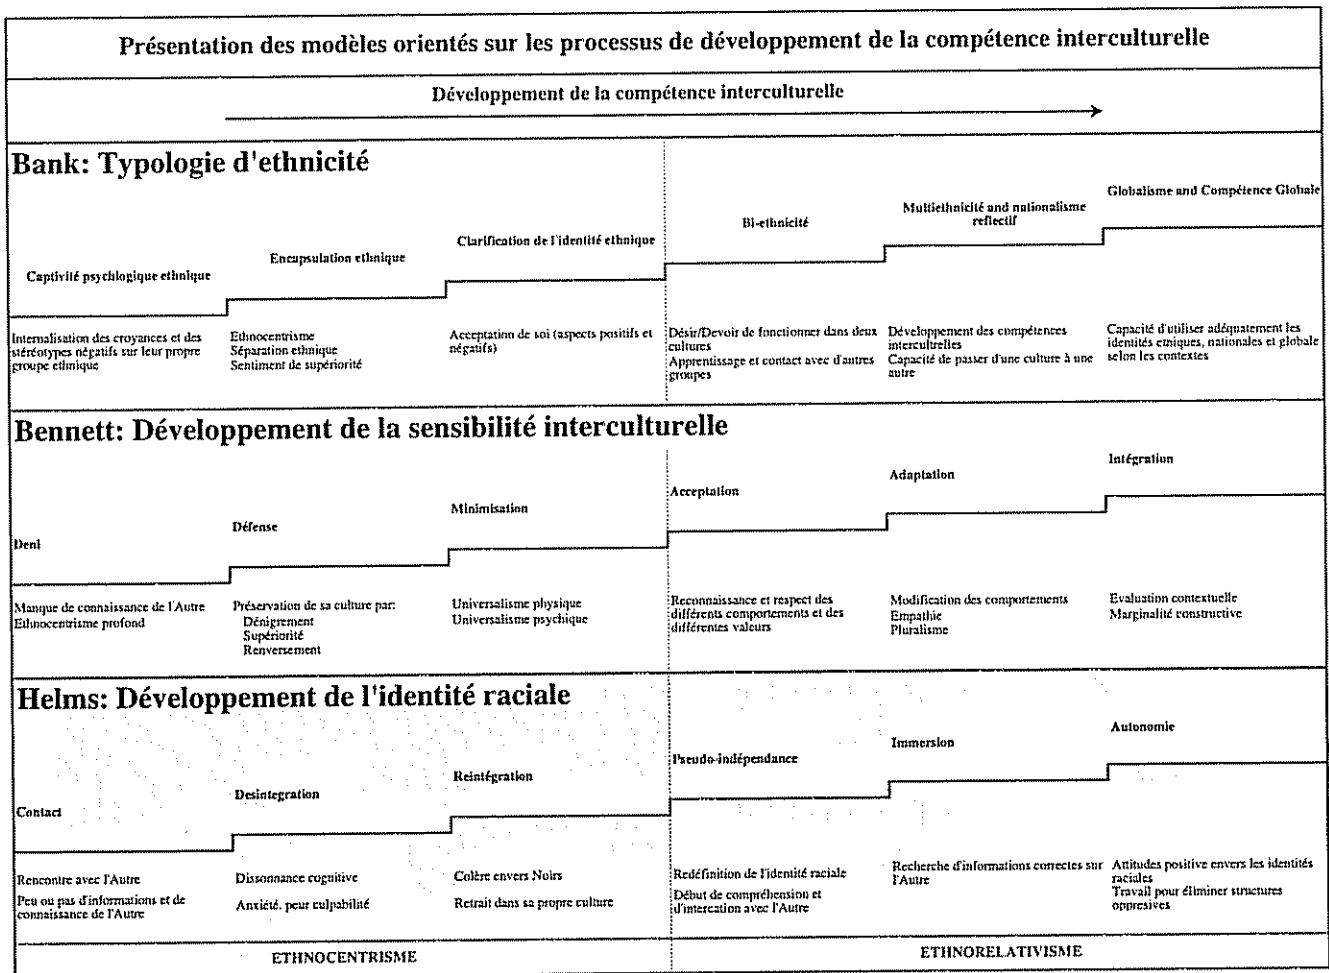 Présentation des modèles orientés sur les processus de développement de la compétence interculturelle
Développement de la compétence interculturelle
Bank: Typologie d'ethnicité
Captivité psychlogique ethnique
Encapsulation ethnique
Clarification de l'identité ethnique
Bi-ethnicité
Multiethnicité and nationalisme
reflectif
Globalisme and Compétence Globale
Internalisation des croyances et des
stéréotypes négatifs sur leur propre
groupe ethnique
Ethnocentrisme
Séparation ethnique
Sentiment de supériorité
Acceptation de soi (aspects positifs et
négatifs)
Désir/Devoir de fonctionner dans deux
cultures
Apprentissage et contact avec d'autres
groupes
Développement des compétences
interculturelles
Capacité de passer d'une culture à une
autre
Capacité d'utiliser adéquatement les
identités etniques, nationales et globale
selon les contextes
Bennett: Développement de la sensibilité interculturelle
Deni
Défense
Minimisation
Acceptation
Adaptation
Intégration
Manque de connaissance de l'Autre
Ethnocentrisme profond
Préservation de sa culture par:
Dénigrement
Supériorité
Renversement
Universalisme physique
Universalisme psychique
Reconnaissance et respect des
différents comportements et des
différentes valeurs
Modification des comportements
Empathie
Pluralisme
Evaluation contextuelle
Marginalité constructive
Helms: Développement de l'identité raciale
Contact
Desintegration
Reintégration
Pseudo-indépendance
Immersion
Autonomie
Rencontre avec l'Autre
Peu ou pas d'informations et de
connaissance de l'Autre
Dissonnance cognitive
Anxiété, peur culpabilité
Colère envers Noirs
Retrait dans sa propre culture
Redéfinition de l'identité raciale
Début de compréhension et
d'intercation avec l'Autre
Recherche d'informations correctes sur
l'Autre
Attitudes positive envers les identités
raciales
Travail pour éliminer structures
oppresives
ETHNOCENTRISME
ETHNORELATIVISME